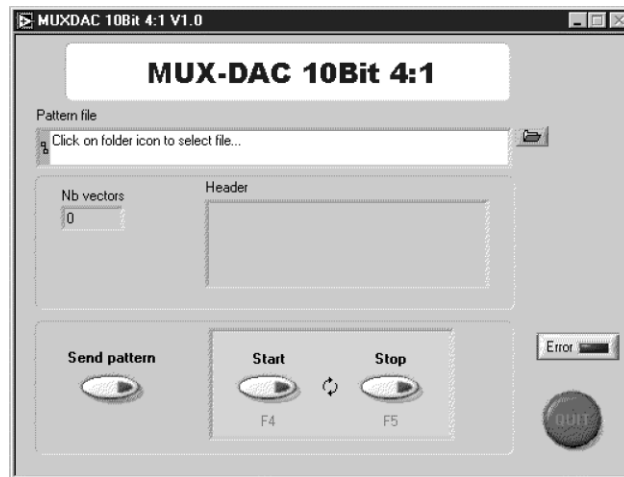 MUXDAC 10Bit 4:1 V1.0
MUX-DAC 10Bit 4:1
Pattern file
Click on folder icon to select file...
Nb vectors
Header
0
Send pattern
Start
Stop
F4
F5
Error
QUIT